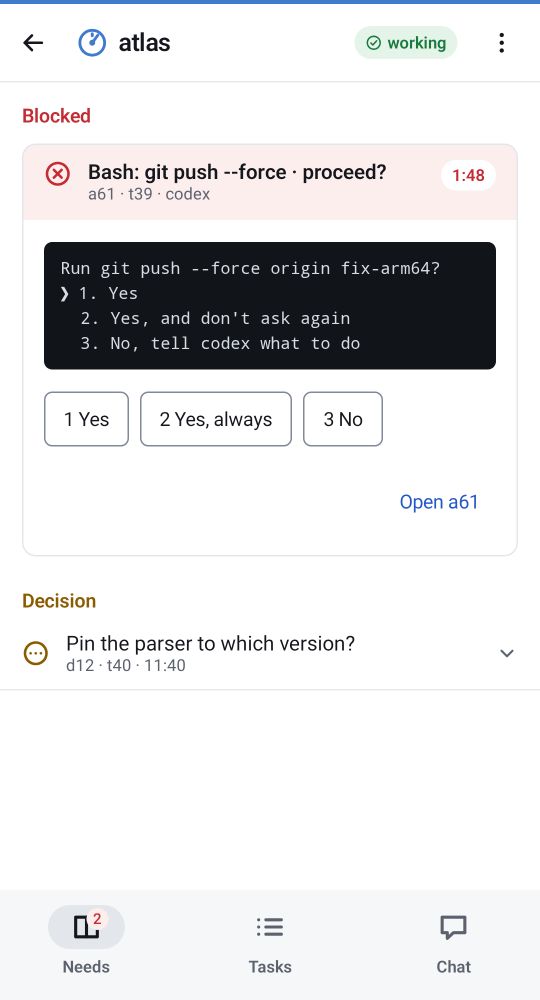 atlas
working
Blocked
Bash: git push --force · proceed?
a61 · t39 · codex
1:48
Run git push --force origin fix-arm64?
❯ 1. Yes
2. Yes, and don't ask again
3. No, tell codex what to do
1 Yes
2 Yes, always
3 No
Open a61
Decision
Pin the parser to which version?
d12 · t40 · 11:40
2
Needs
Tasks
Chat